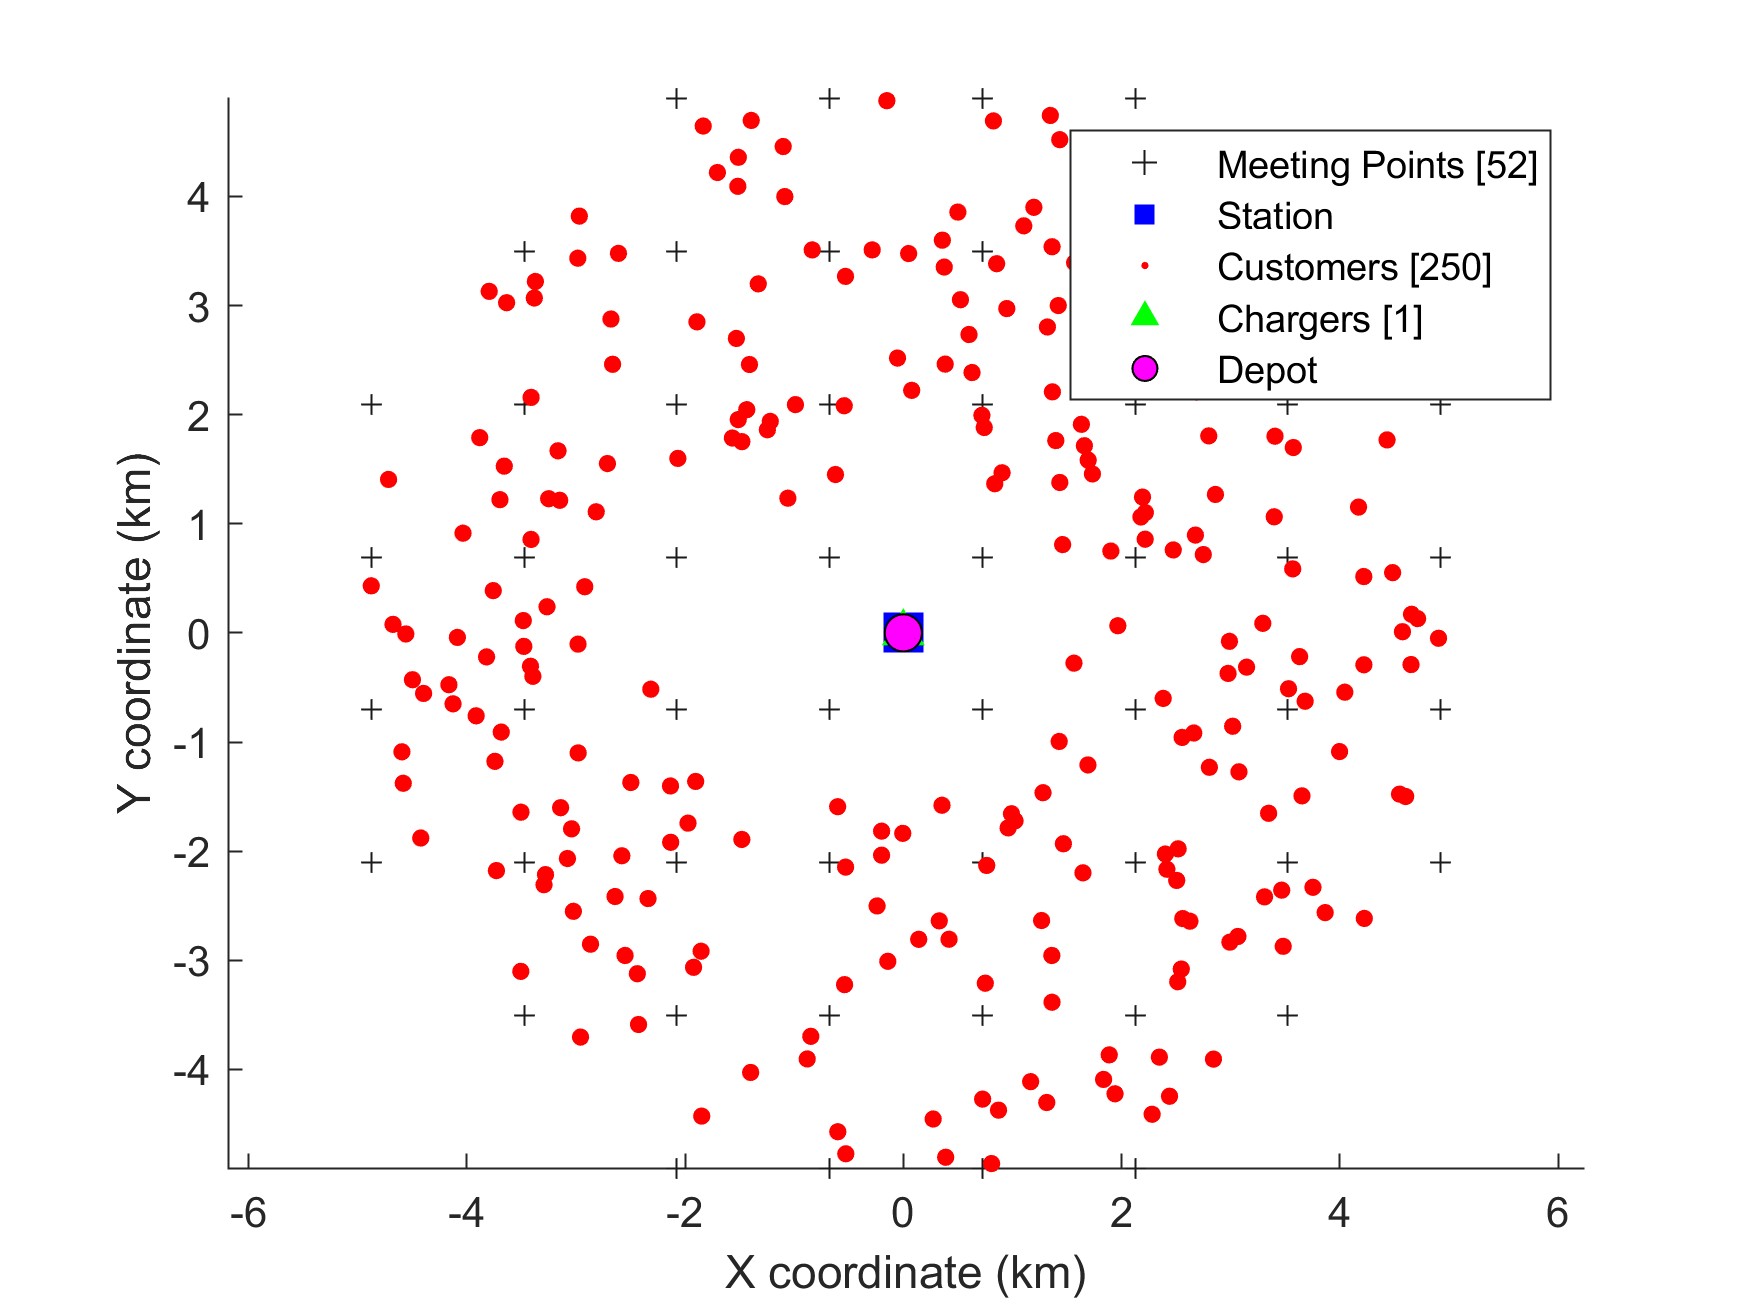 Meeting Points [52]
Station
Customers [250]
Chargers [1]
Depot
Y coordinate (km)
4
3
2
1
0
-1
-2
-3
-4
-6 -4 -2 0 2 4 6
X coordinate (km)